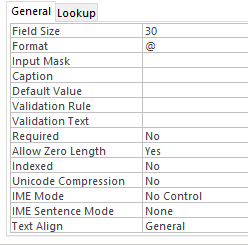 General Lookup
Field Size 30
Format @
Input Mask
Caption
Default Value
Validation Rule
Validation Text
Required No
Allow Zero Length Yes
Indexed No
Unicode Compression No
IME Mode No Control
IME Sentence Mode None
Text Align General